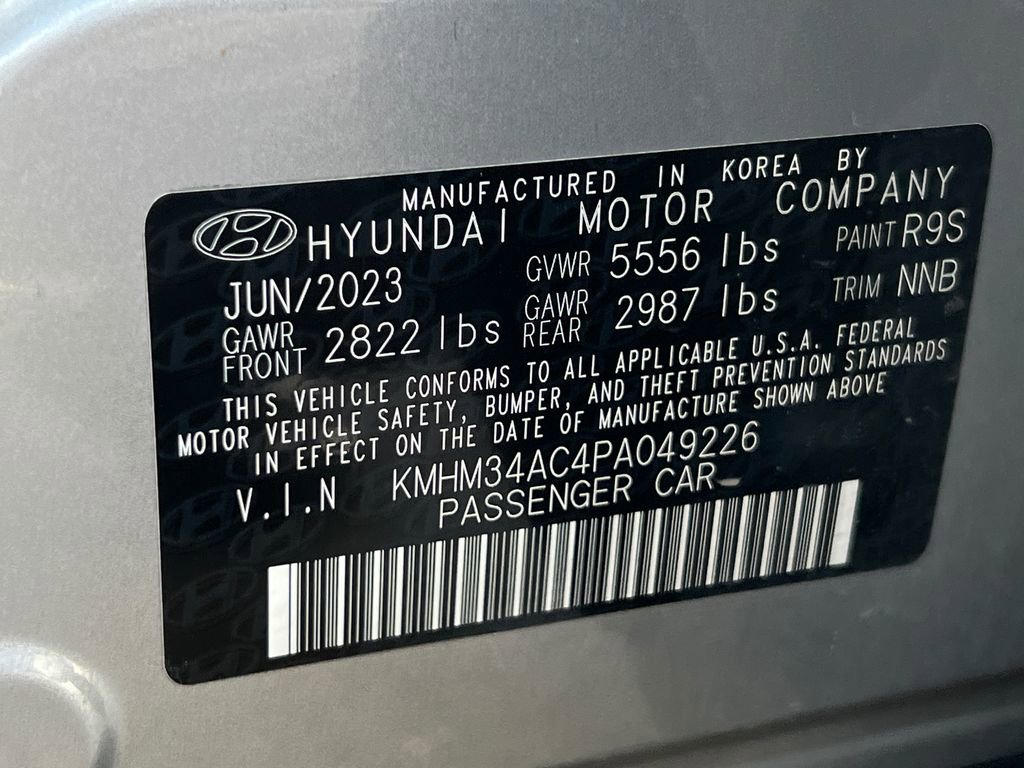 MANUFACTURED IN KOREA BY
HYUNDAI MOTOR COMPANY
JUN/2023 GVWR 5556 lbs PAINT R9S
GAWR FRONT 2822 lbs GAWR REAR 2987 lbs TRIM NNB
THIS VEHICLE CONFORMS TO ALL APPLICABLE U.S.A. FEDERAL
MOTOR VEHICLE SAFETY, BUMPER, AND THEFT PREVENTION STANDARDS
IN EFFECT ON THE DATE OF MANUFACTURE SHOWN ABOVE
V.I.N KMHM34AC4PA049226
PASSENGER CAR